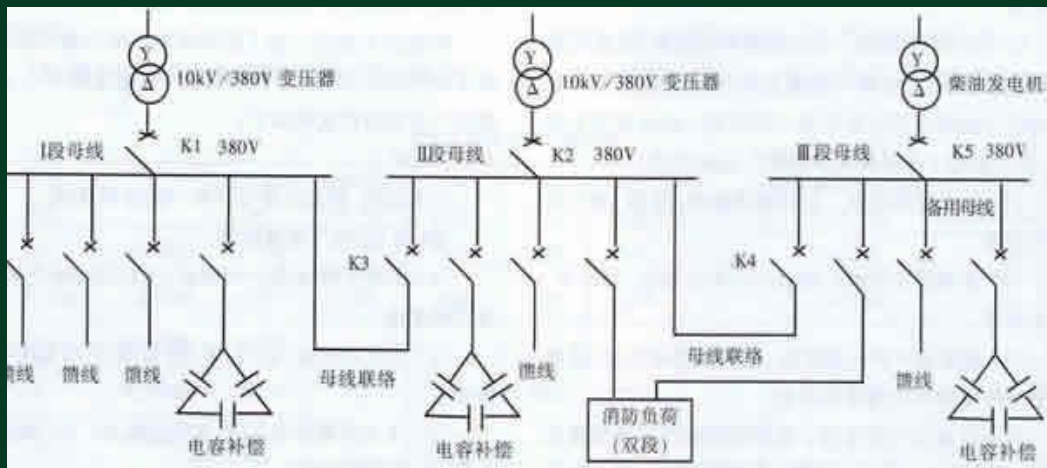 Y
Δ
10kV/380V 变压器
Y
Δ
10kV/380V 变压器
Y
Δ
柴油发电机
Ⅰ段母线
K1 380V
Ⅱ段母线
K2 380V
Ⅲ段母线
K5 380V
备用母线
K3
K4
馈线
馈线
馈线
母线联络
馈线
母线联络
馈线
消防负荷
(双段)
电容补偿
电容补偿
电容补偿